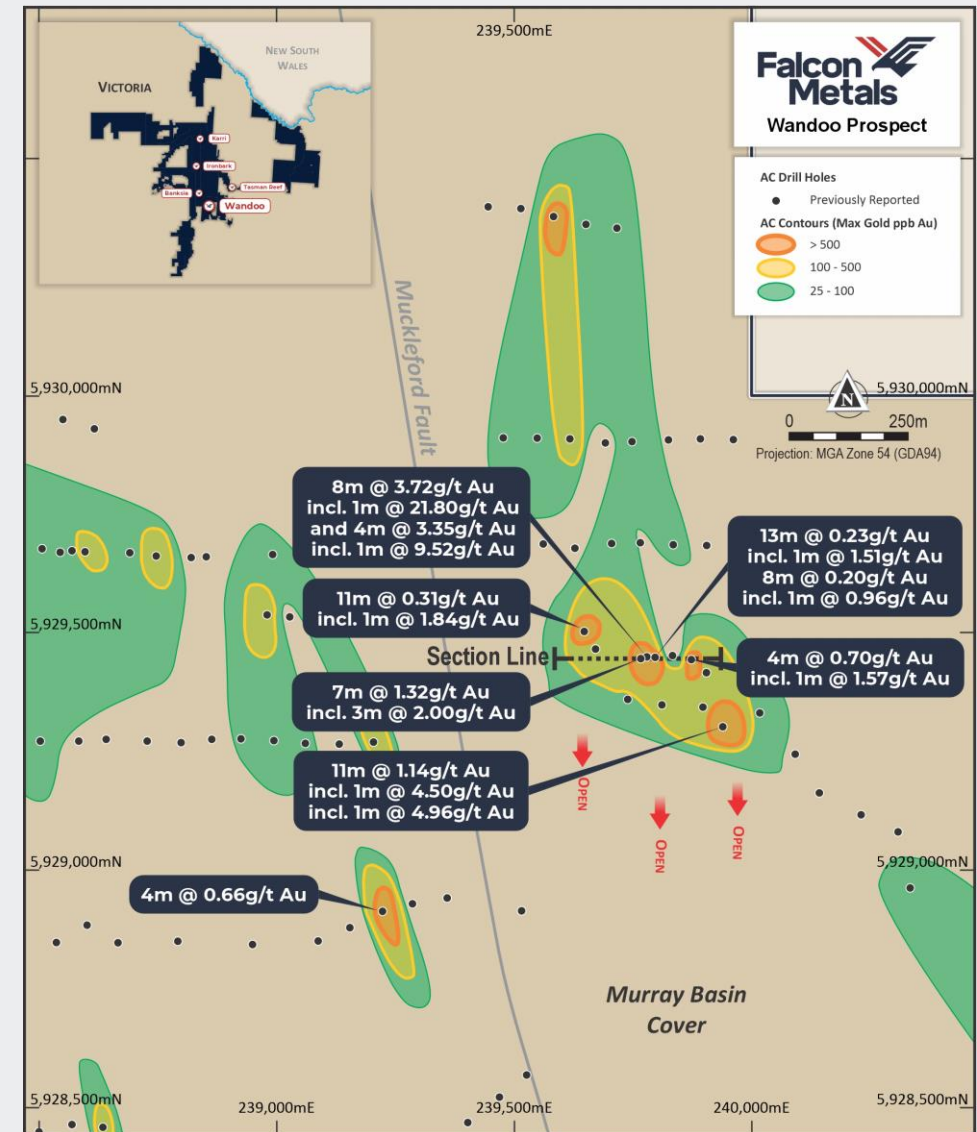 239,500mE
NEW SOUTH
WALES
VICTORIA
Karri
Ironbark
Banksia
Tasman Reef
Wandoo
Falcon
Metals
Wandoo Prospect
AC Drill Holes
Previously Reported
AC Contours (Max Gold ppb Au)
> 500
100 - 500
25 - 100
Muckleford Fault
5,930,000mN
5,930,000mN
N
0
250m
Projection: MGA Zone 54 (GDA94)
8m @ 3.72g/t Au
incl. 1m @ 21.80g/t Au
and 4m @ 3.35g/t Au
incl. 1m @ 9.52g/t Au
13m @ 0.23g/t Au
incl. 1m @ 1.51g/t Au
8m @ 0.20g/t Au
incl. 1m @ 0.96g/t Au
11m @ 0.31g/t Au
incl. 1m @ 1.84g/t Au
5,929,500mN
5,929,500mN
Section Line
4m @ 0.70g/t Au
incl. 1m @ 1.57g/t Au
7m @ 1.32g/t Au
incl. 3m @ 2.00g/t Au
11m @ 1.14g/t Au
incl. 1m @ 4.50g/t Au
incl. 1m @ 4.96g/t Au
OPEN
OPEN
OPEN
5,929,000mN
5,929,000mN
4m @ 0.66g/t Au
Murray Basin
Cover
5,928,500mN
239,000mE
239,500mE
240,000mE
5,928,500mN